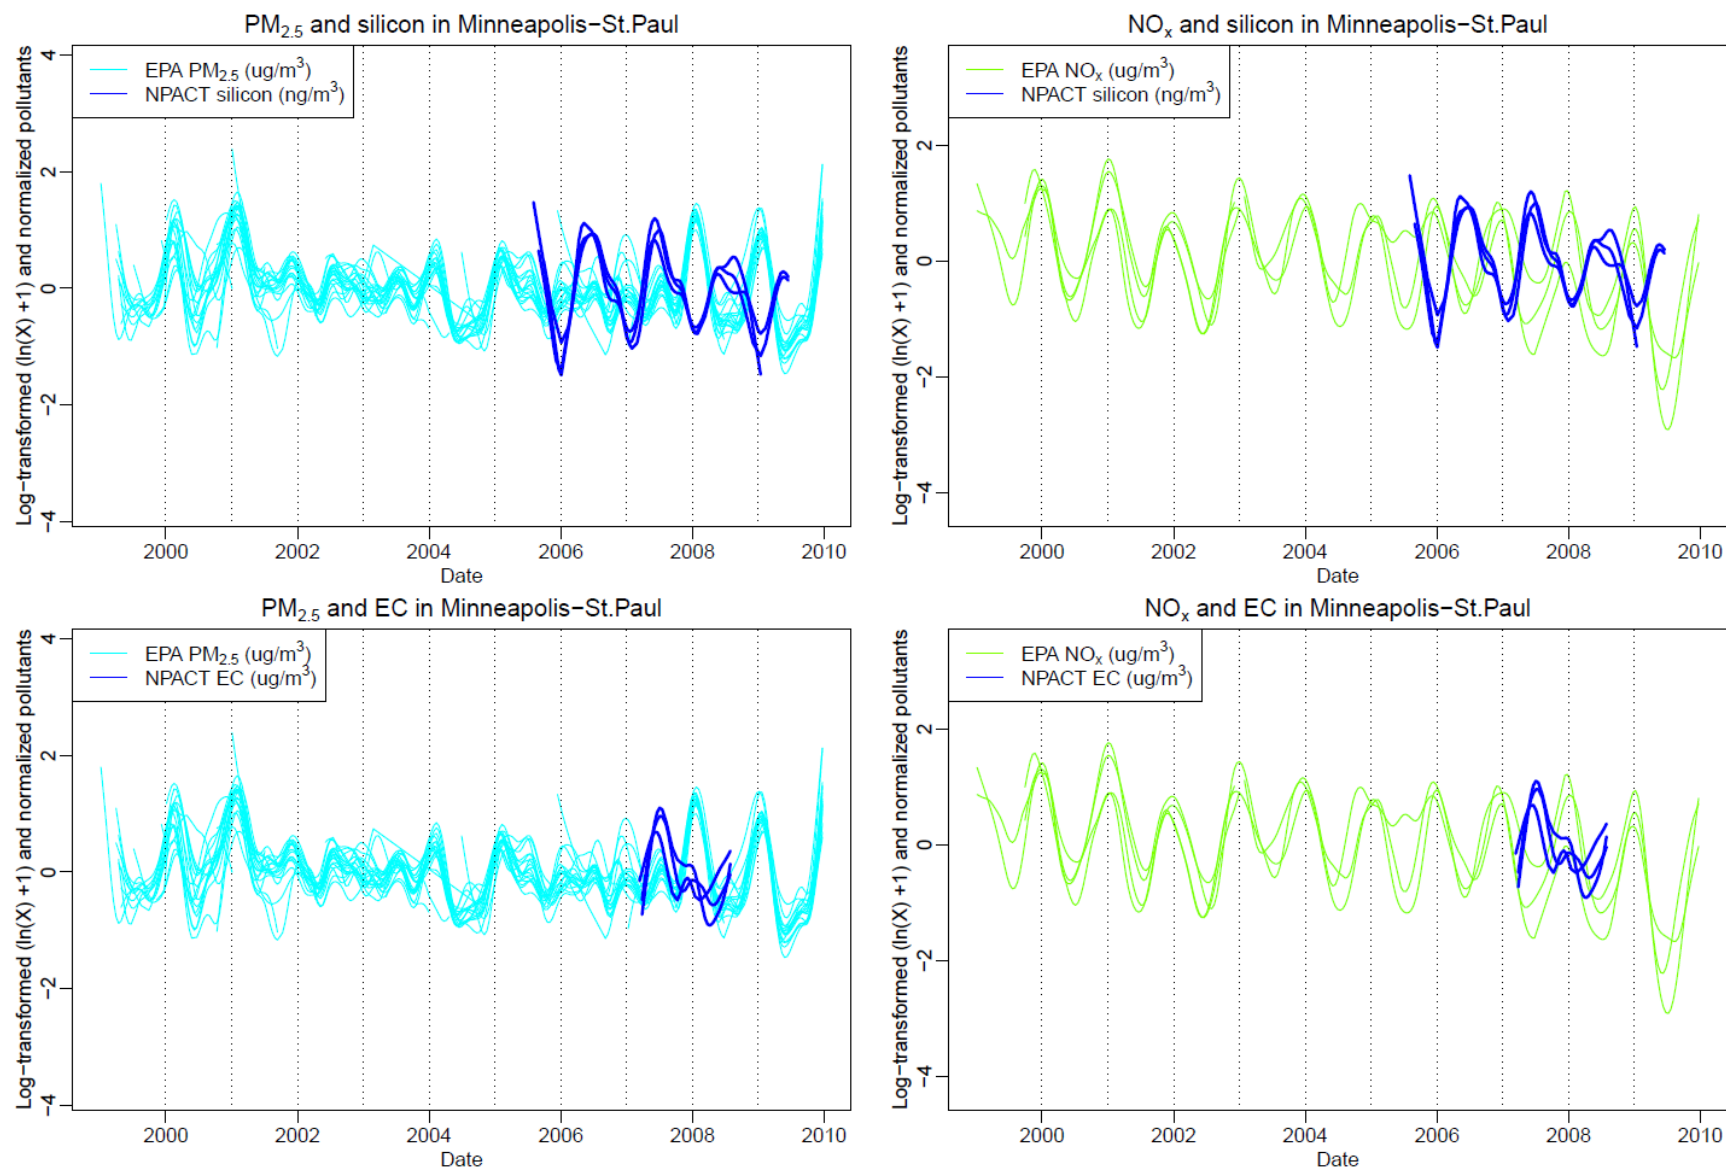 PM2.5 and silicon in Minneapolis−St.Paul
Log−transformed (ln(X) +1) and normalized pollutants
4
2
0
−2
−4
EPA PM2.5 (ug/m3)
NPACT silicon (ng/m3)
2000 2002 2004 2006 2008 2010
Date
NOx and silicon in Minneapolis−St.Paul
Log−transformed (ln(X) +1) and normalized pollutants
2
0
−2
−4
EPA NOx (ug/m3)
NPACT silicon (ng/m3)
2000 2002 2004 2006 2008 2010
Date
PM2.5 and EC in Minneapolis−St.Paul
Log−transformed (ln(X) +1) and normalized pollutants
4
2
0
−2
−4
EPA PM2.5 (ug/m3)
NPACT EC (ug/m3)
2000 2002 2004 2006 2008 2010
Date
NOx and EC in Minneapolis−St.Paul
Log−transformed (ln(X) +1) and normalized pollutants
2
0
−2
−4
EPA NOx (ug/m3)
NPACT EC (ug/m3)
2000 2002 2004 2006 2008 2010
Date